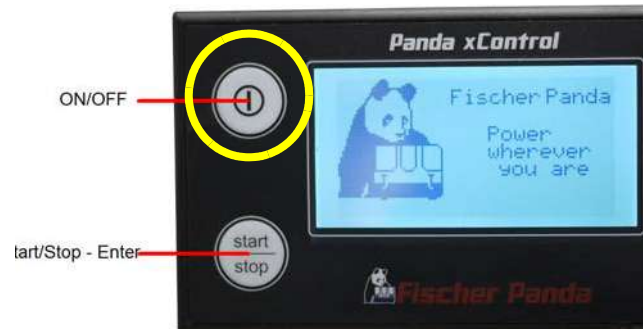 Panda xControl
ON/OFF
Fischer Panda
Power
wherever
you are
tart/Stop - Enter
start
stop
Fischer Panda